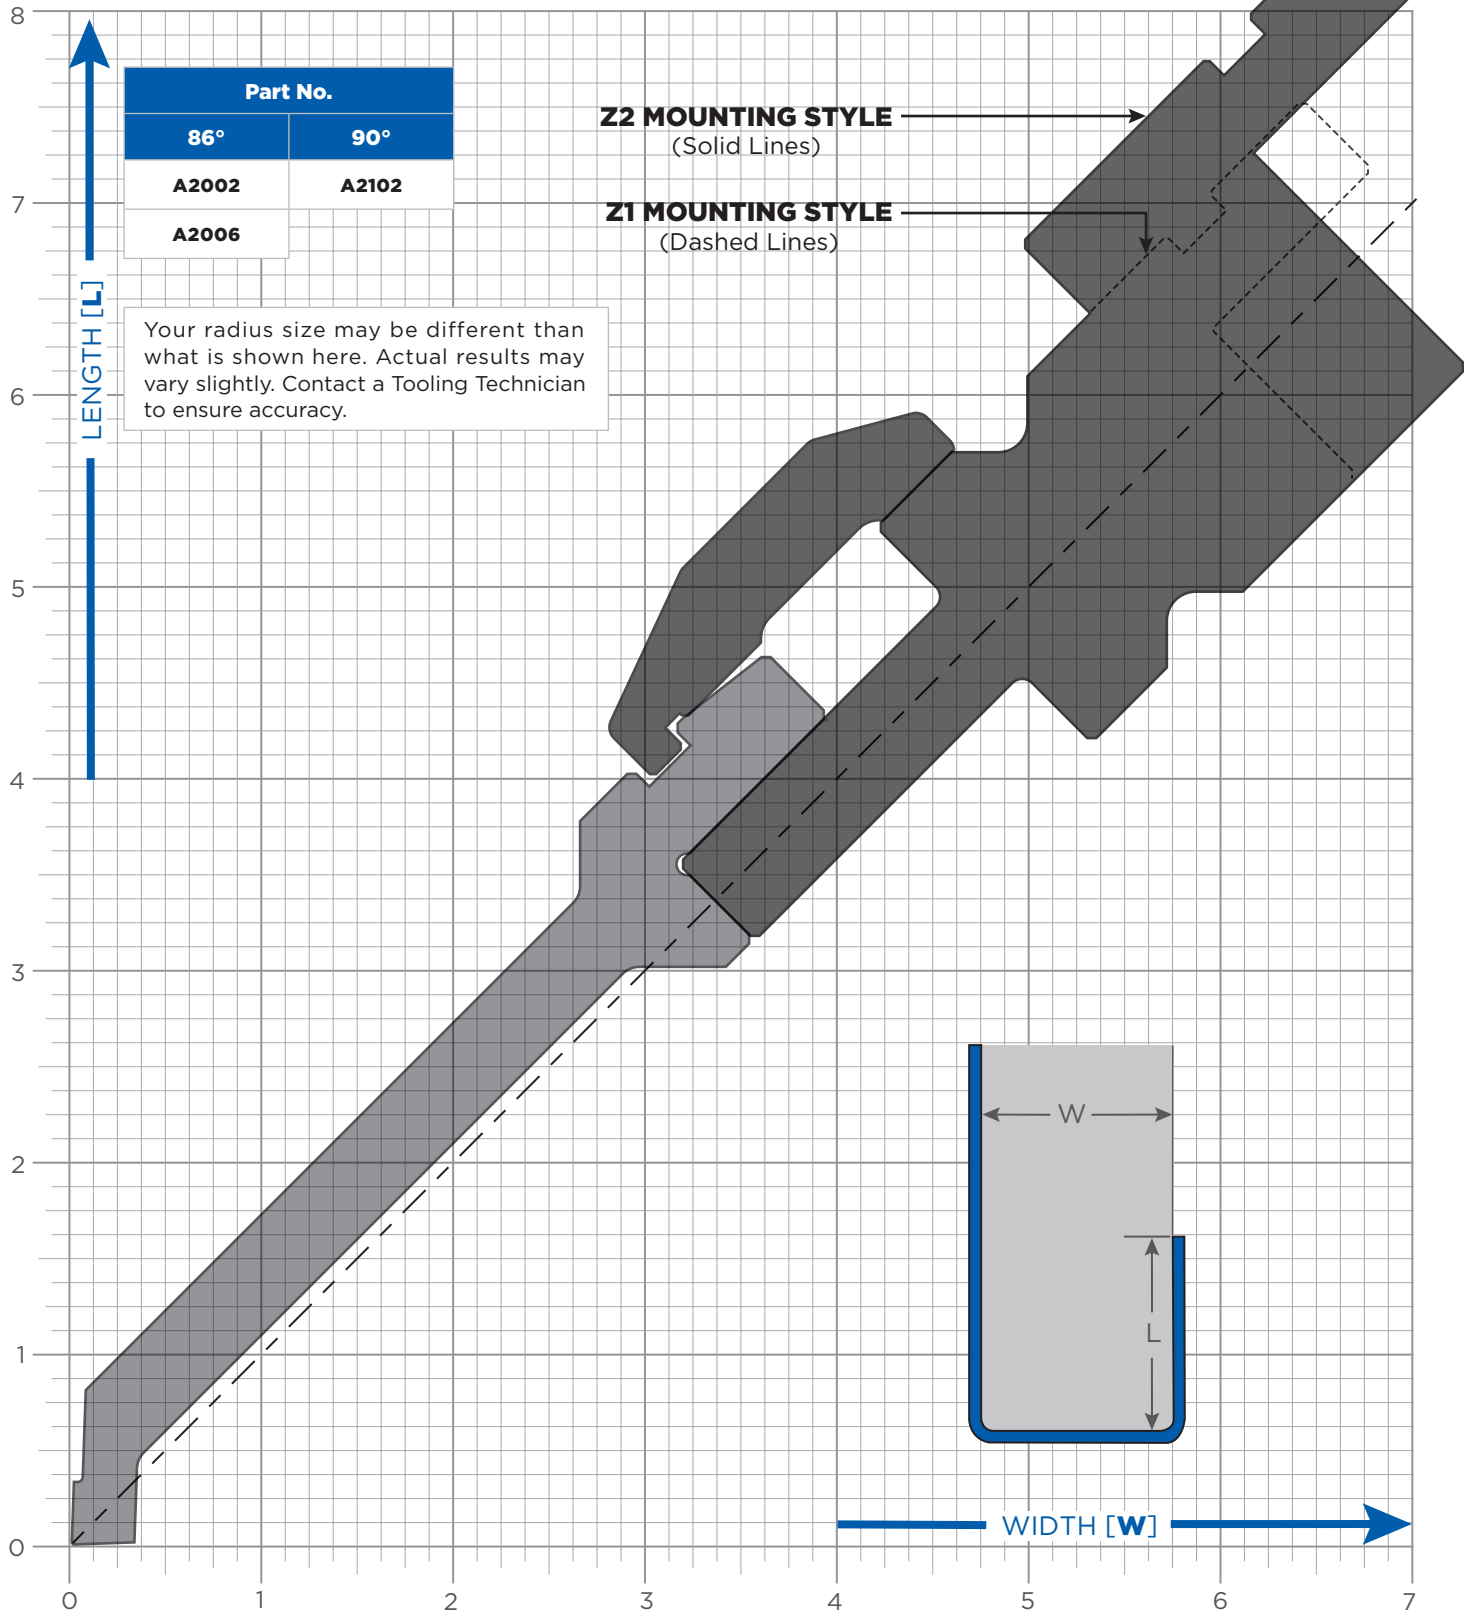 8
Part No.
86° 90°
A2002 A2102
A2006
Z2 MOUNTING STYLE
(Solid Lines)
7
Z1 MOUNTING STYLE
(Dashed Lines)
LENGTH [L]
Your radius size may be different than
what is shown here. Actual results may
vary slightly. Contact a Tooling Technician
to ensure accuracy.
6
5
4
3
W
2
L
1
WIDTH [W]
0
0 1 2 3 4 5 6 7